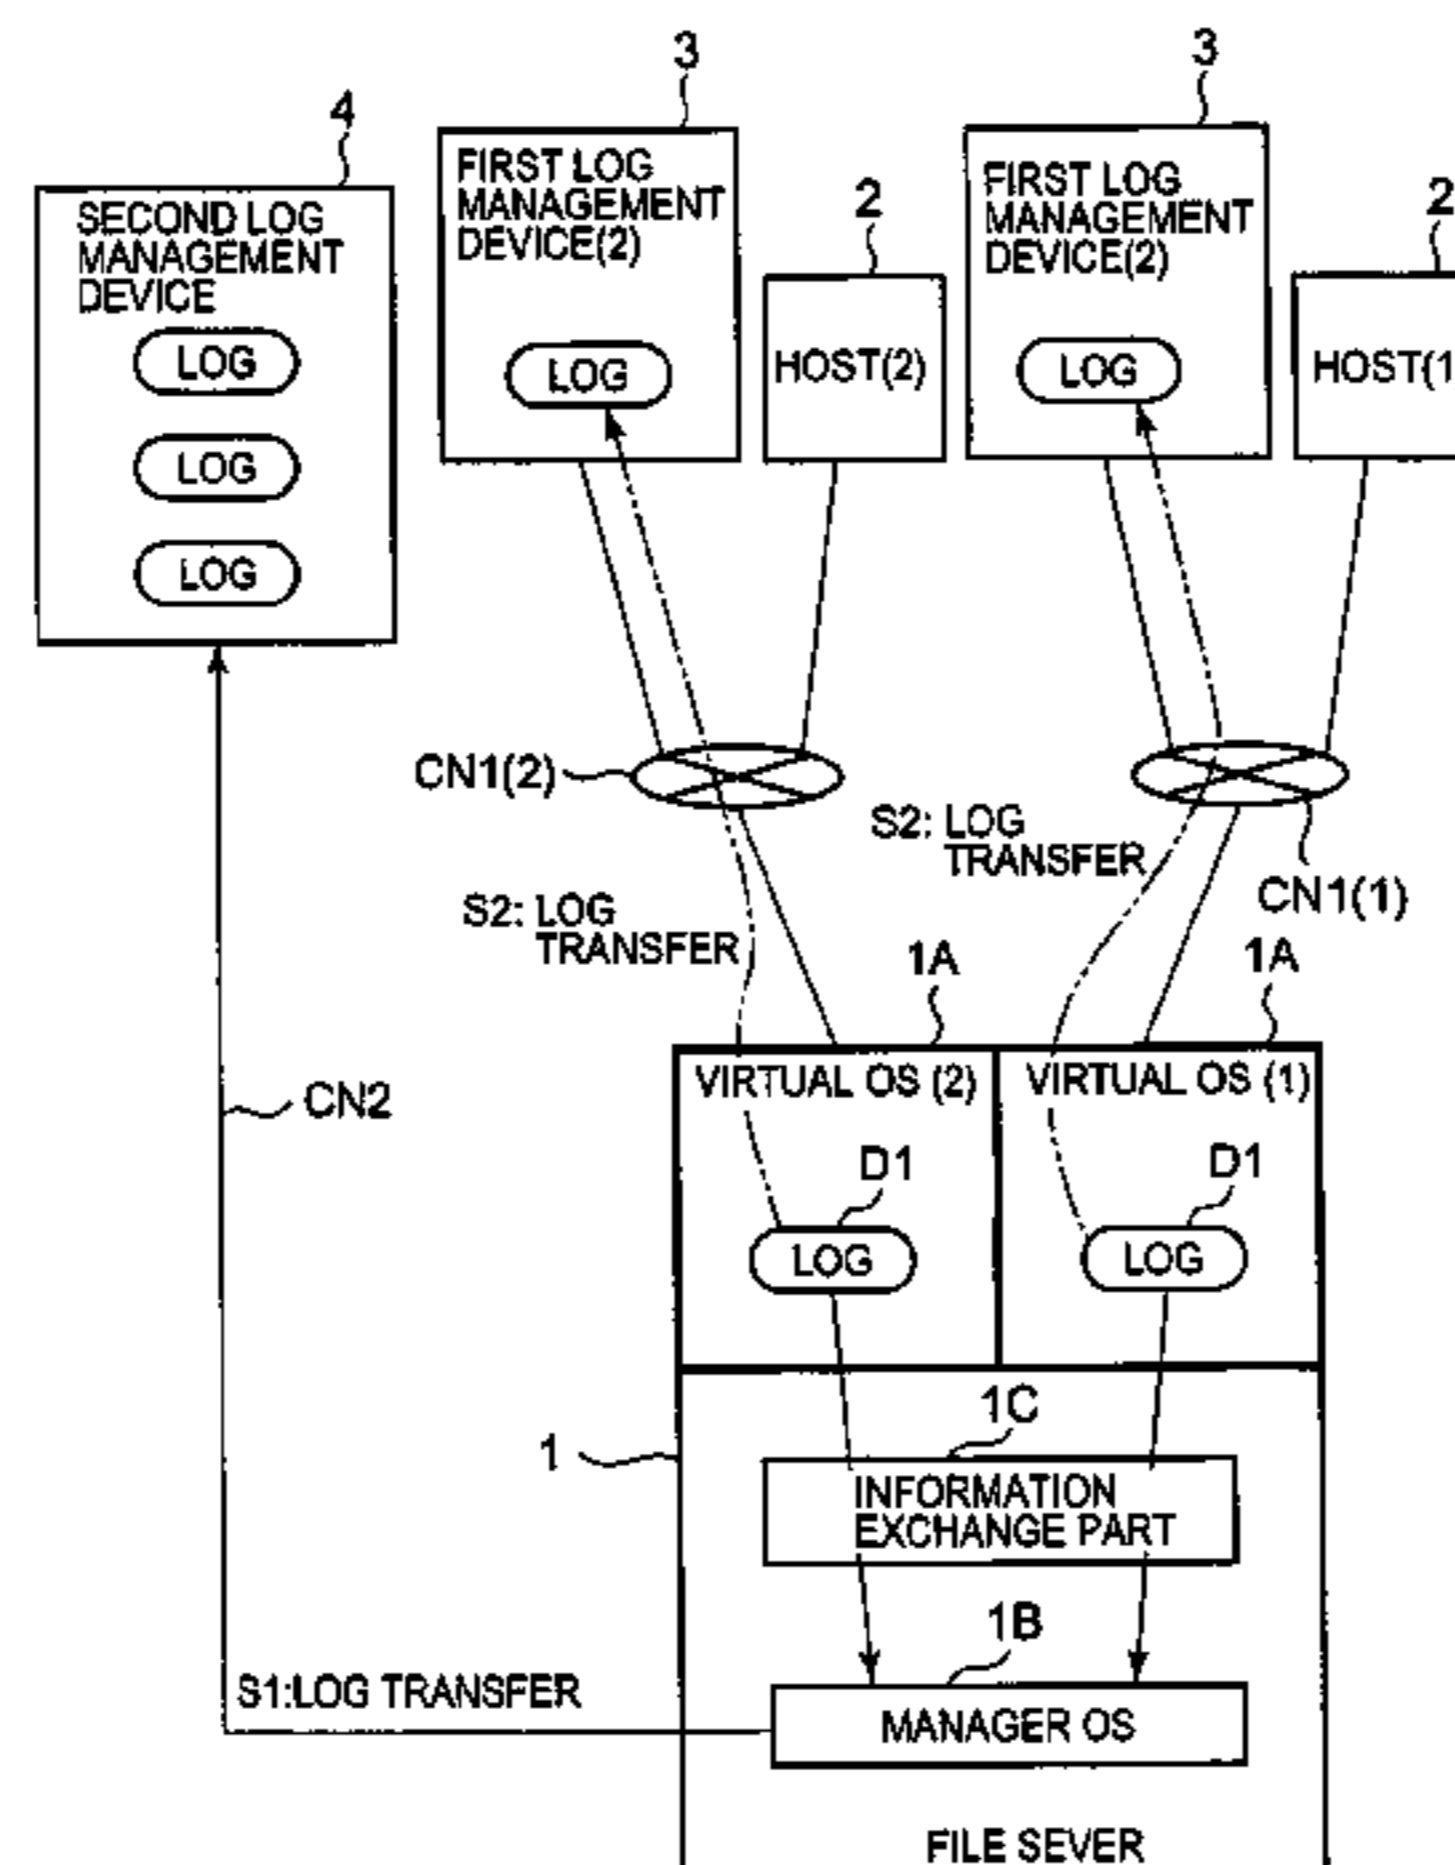 3
3
4
FIRST LOG
MANAGEMENT
DEVICE(2)
FIRST LOG
MANAGEMENT
DEVICE(2)
2
2
SECOND LOG
MANAGEMENT
DEVICE
LOG
LOG
LOG
LOG
HOST(2)
LOG
HOST(1
CN1(2)
S2: LOG
TRANSFER
CN1(1)
S2: LOG
TRANSFER
1A
1A
CN2
VIRTUAL OS (2)
VIRTUAL OS (1)
D1
D1
LOG
LOG
1C
1
INFORMATION
EXCHANGE PART
1B
S1:LOG TRANSFER
MANAGER OS
FILE SEVER